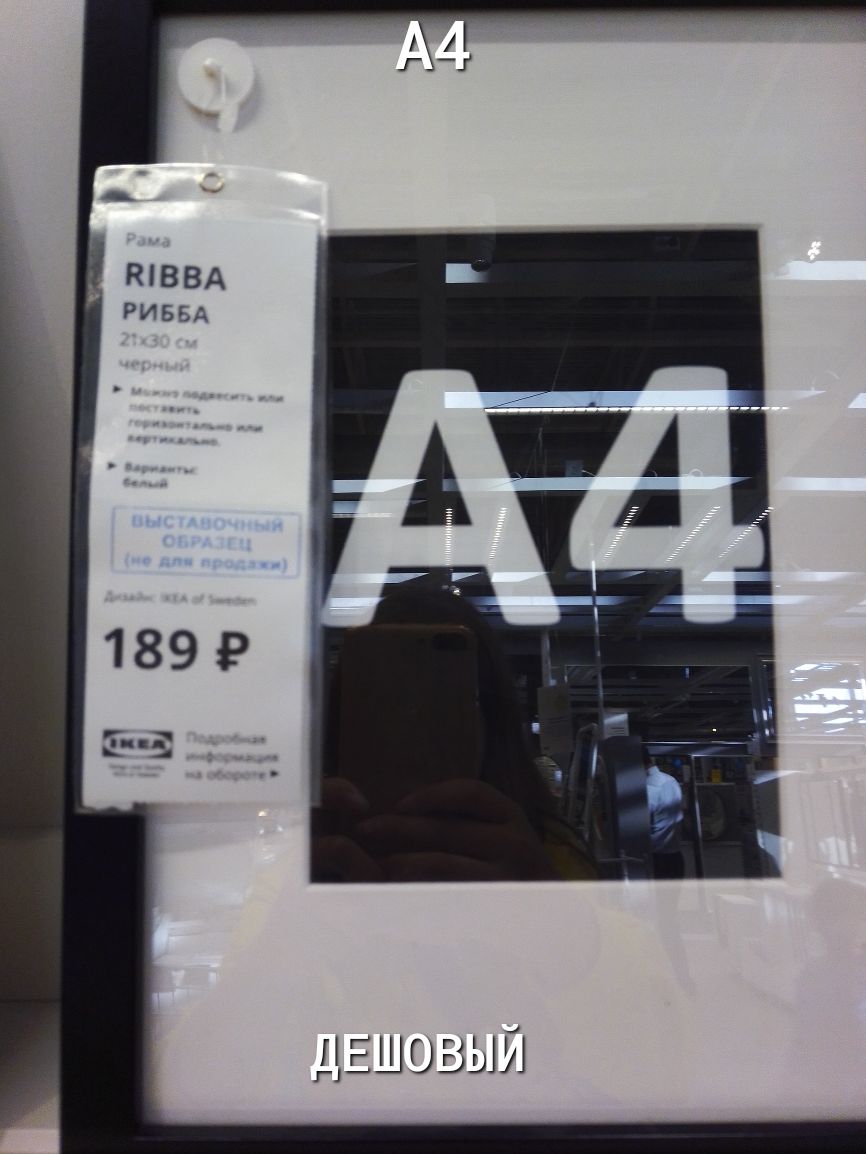 A4
Рама
RIBBA
РИББА
21x30 см
черный
Можно подвесить или
поставить
горизонтально или
вертикально.
Варианты:
белый
ВЫСТАВОЧНЫЙ
ОБРАЗЕЦ
(не для продажи)
Дизайн: IKEA of Sweden
189 ₽
IKEA
Подробная
информация
на обороте
A4
ДЕШОВЫЙ